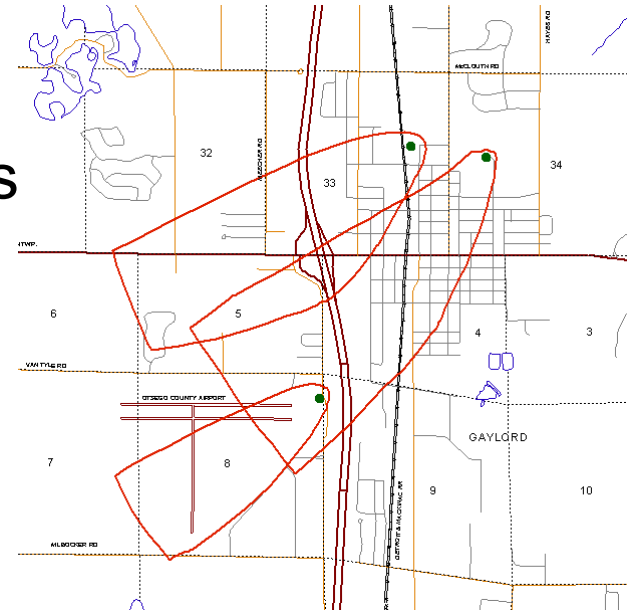 McCLOUTH RD
HAYES RD
S
32
33
34
TWP.
6
5
4
3
VAN TYLE RD
OTSEGO COUNTY AIRPORT
GAYLORD
7
8
9
10
DETROIT & MACKINAC RR
MILBOCKER RD